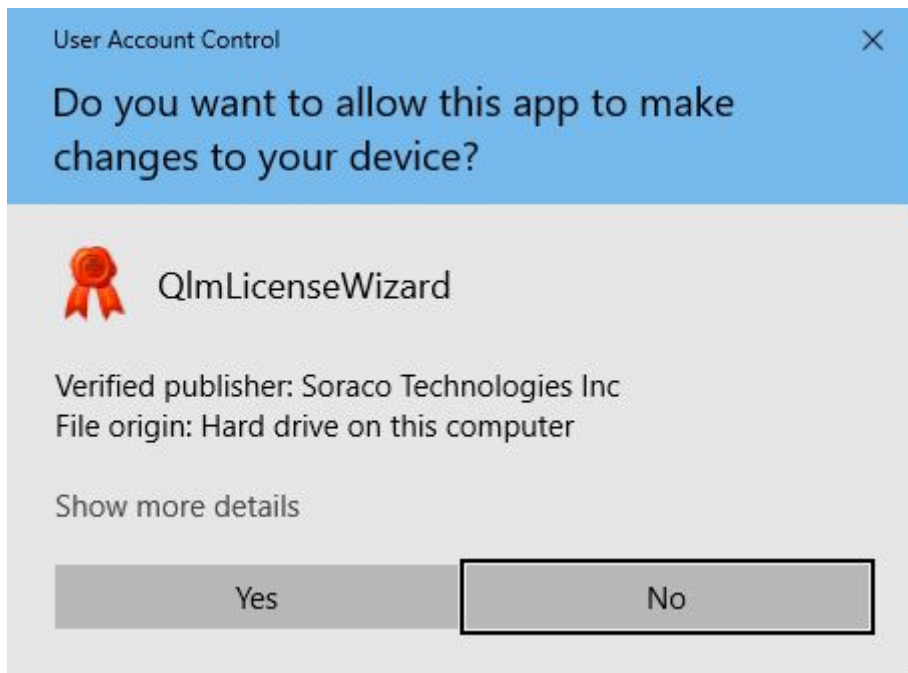 User Account Control
Do you want to allow this app to make
changes to your device?
QlmLicenseWizard
Verified publisher: Soraco Technologies Inc
File origin: Hard drive on this computer
Show more details
Yes
No